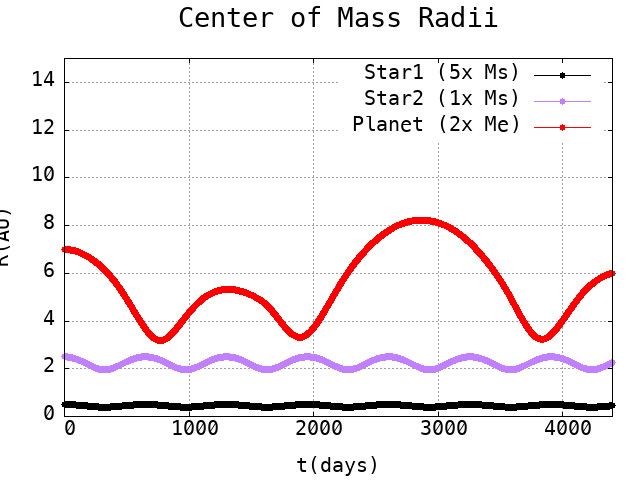 Center of Mass Radii
Star1 (5x Ms)
Star2 (1x Ms)
Planet (2x Me)
14
12
10
8
6
4
2
0
R(AU)
0 1000 2000 3000 4000
t(days)